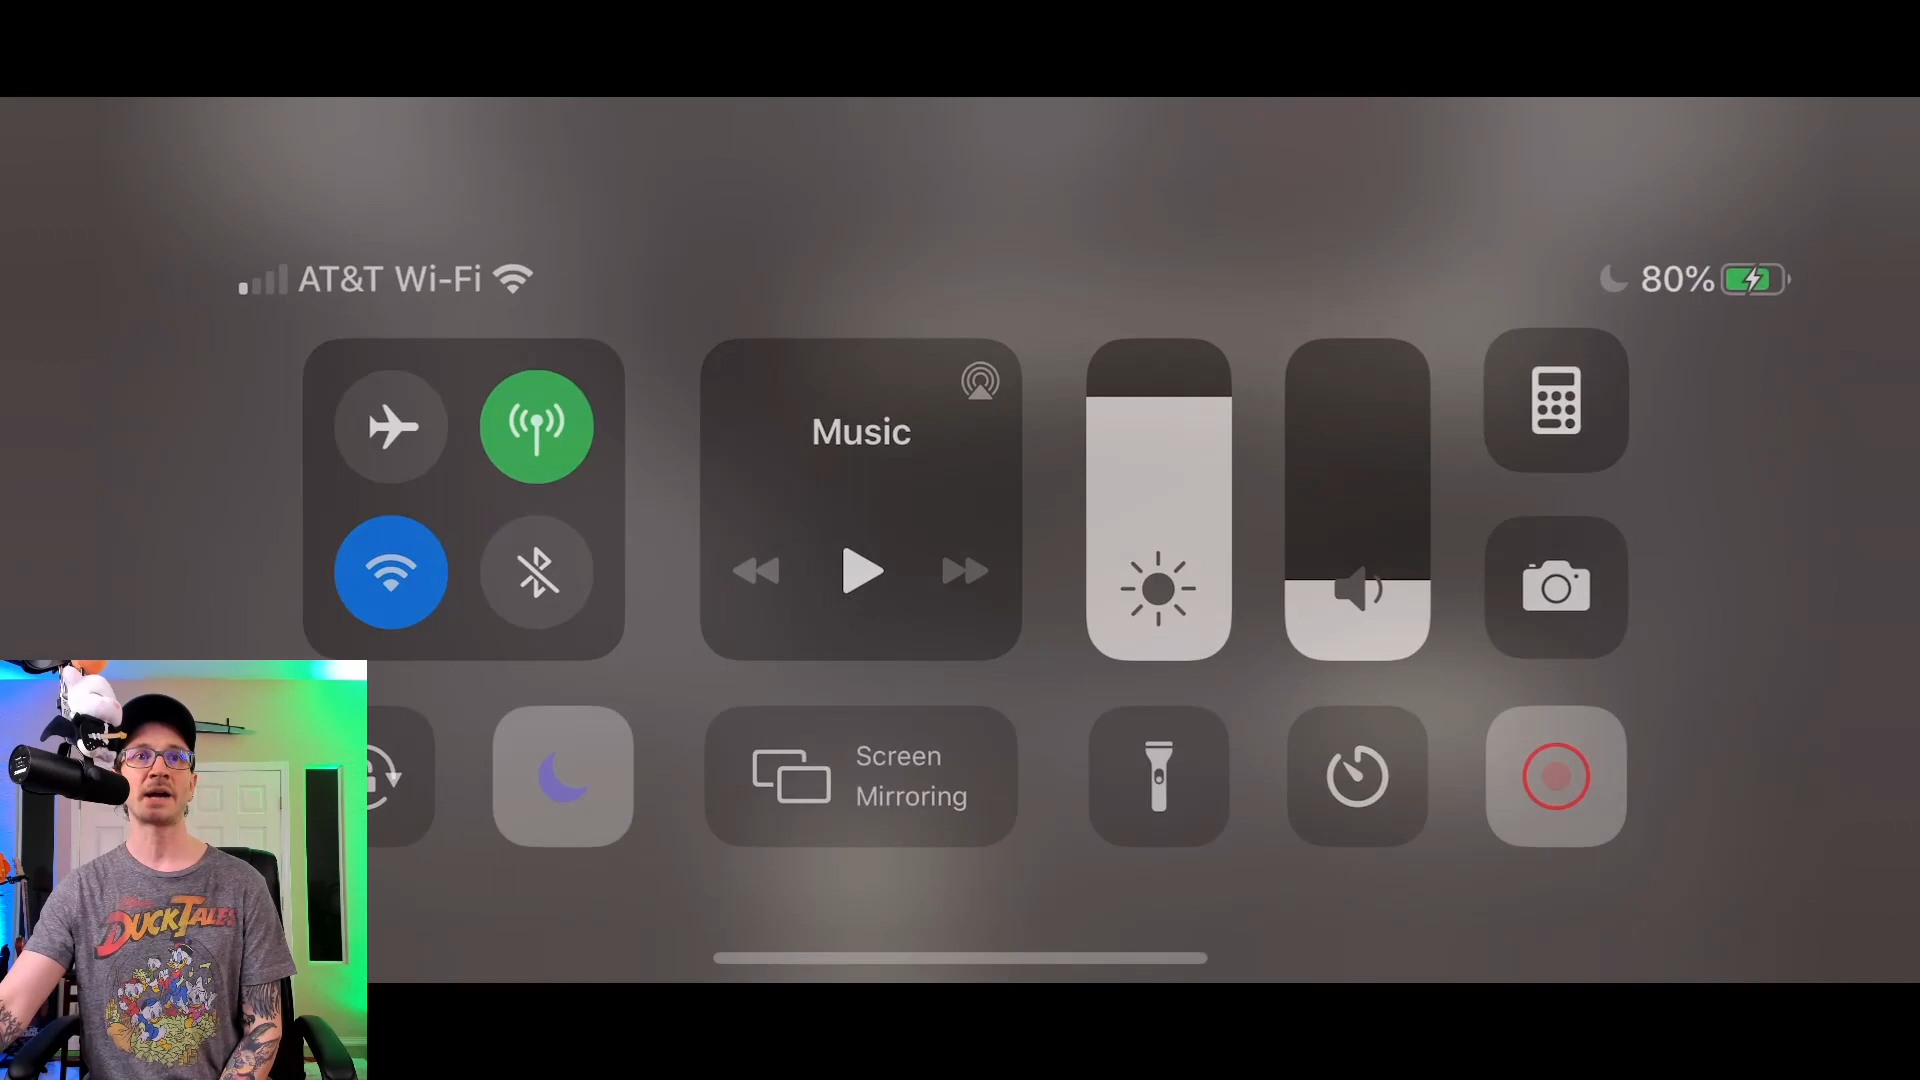 AT&T Wi-Fi
80%
Music
Screen
Mirroring
DUCKTALES